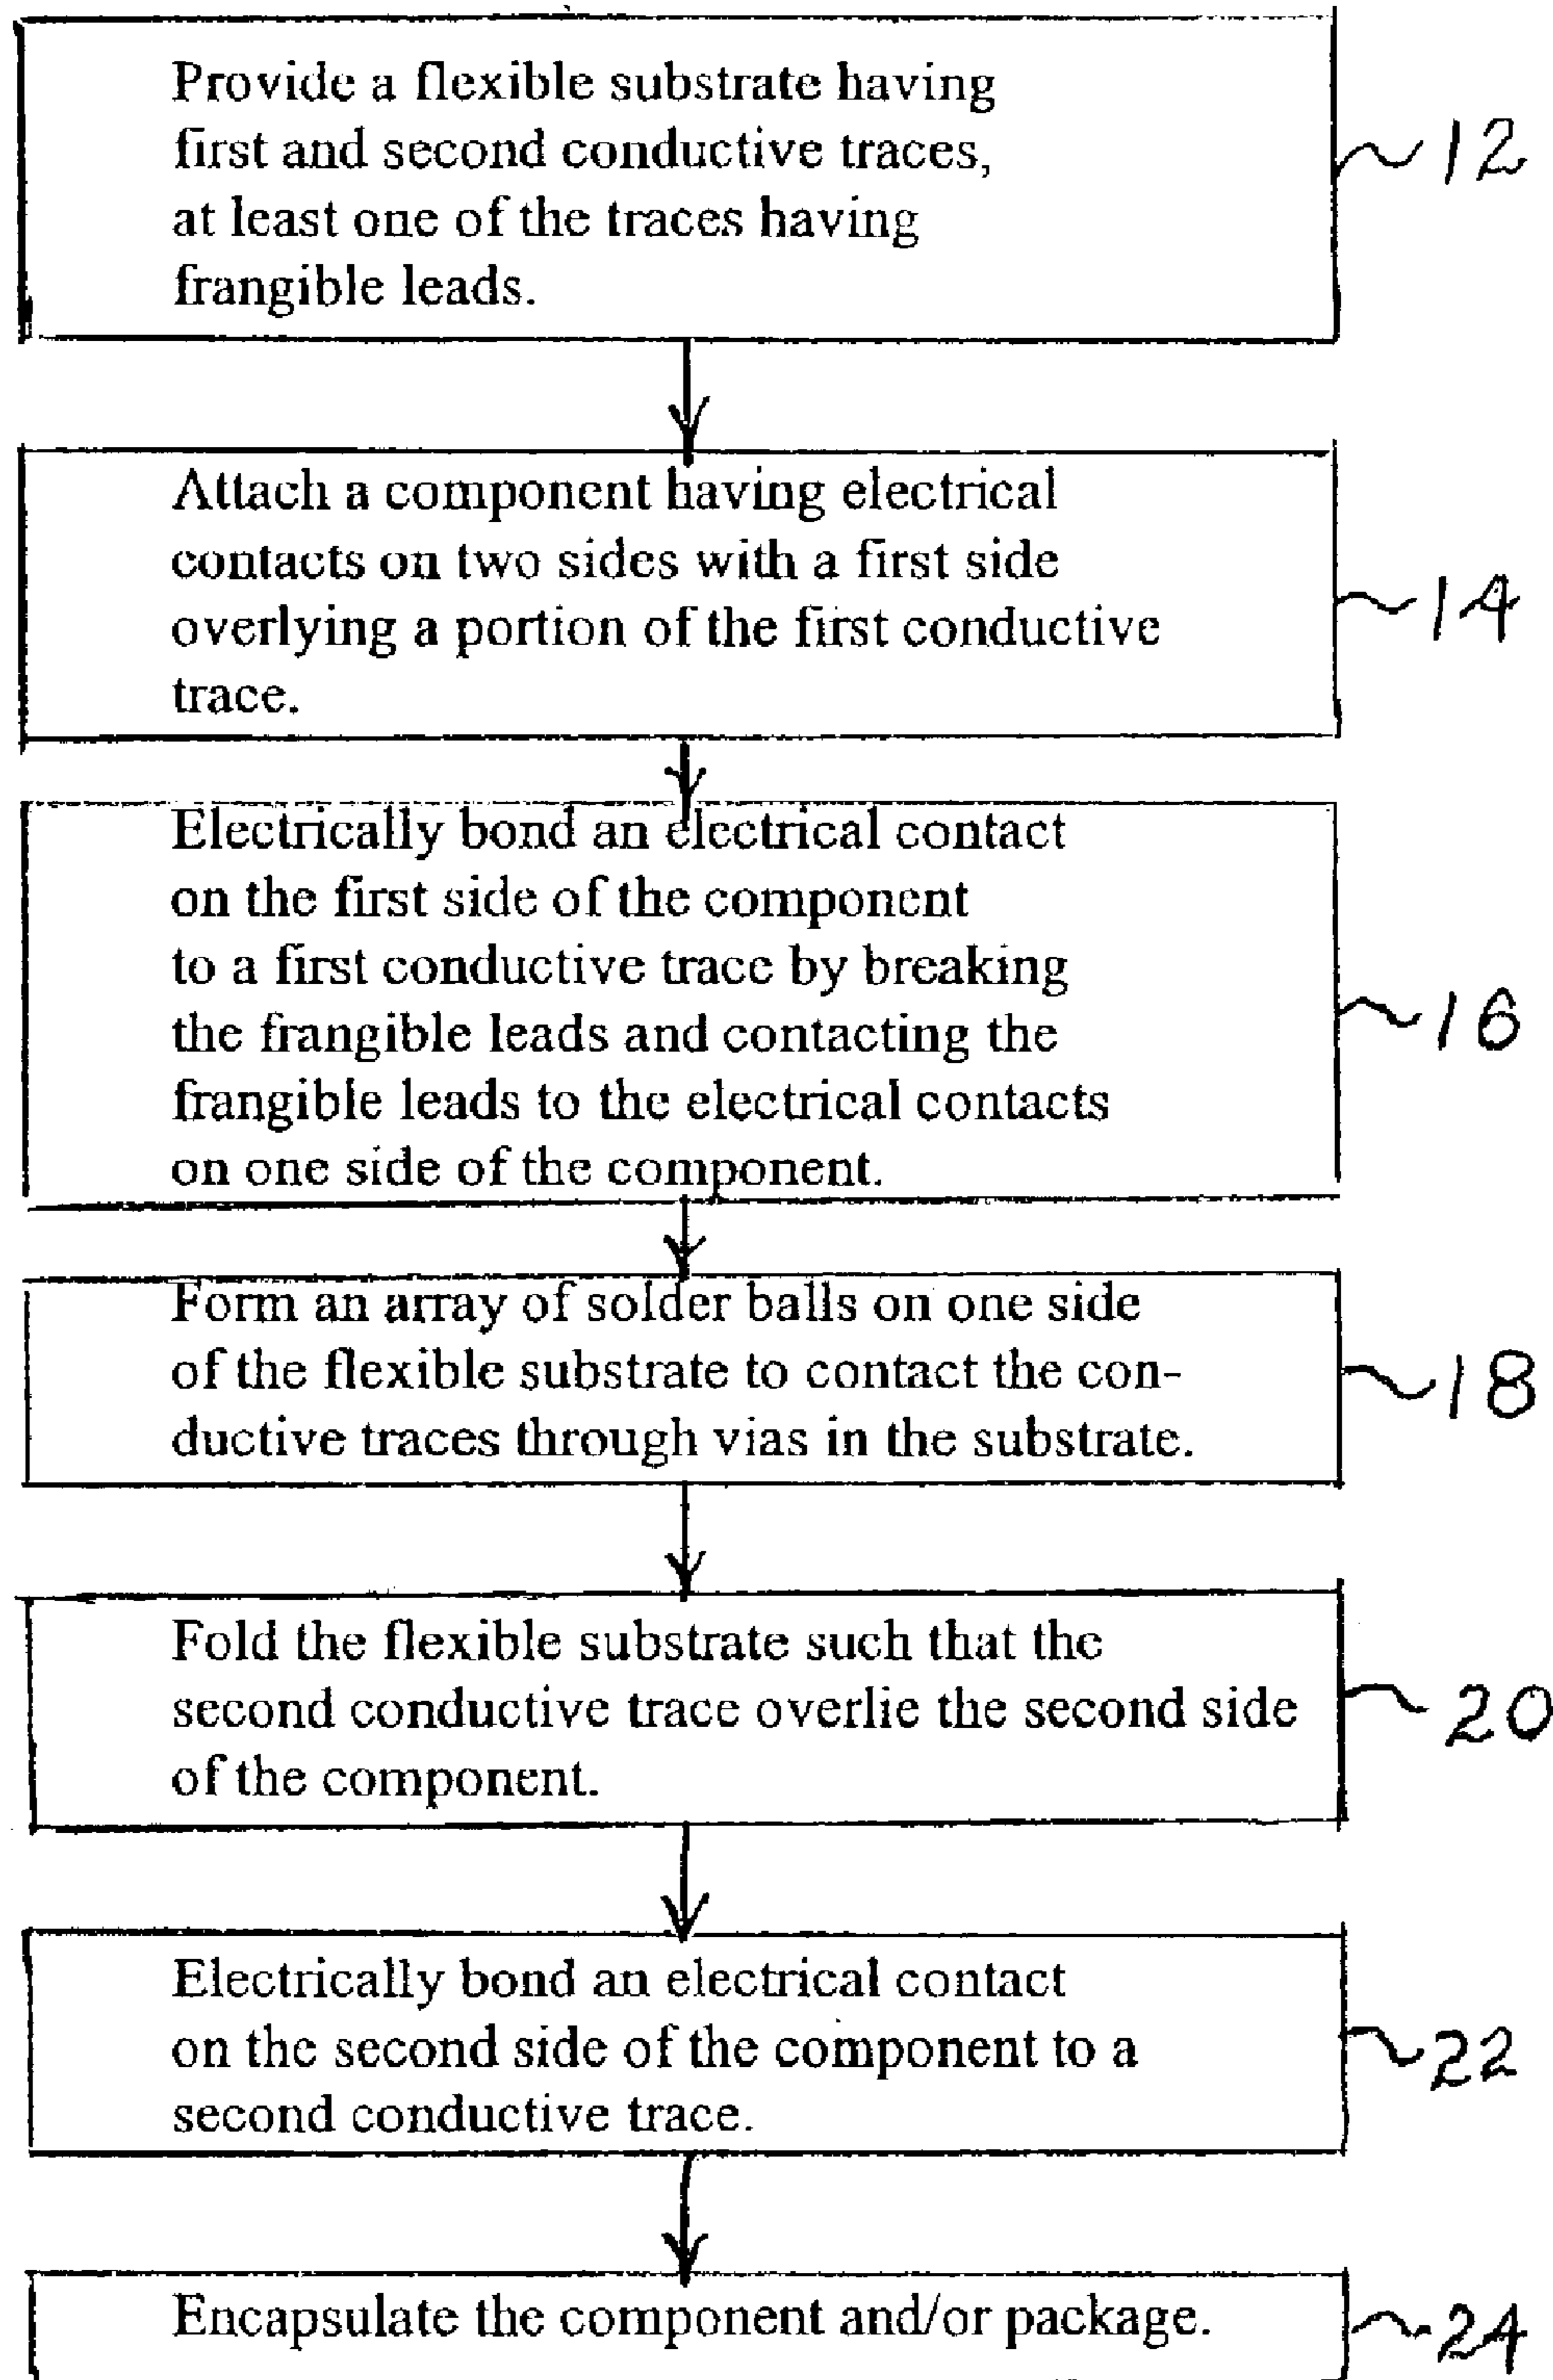 Provide a flexible substrate having
first and second conductive traces,
at least one of the traces having
frangible leads.
12
Attach a component having electrical
contacts on two sides with a first side
overlying a portion of the first conductive
trace.
14
Electrically bond an electrical contact
on the first side of the component
to a first conductive trace by breaking
the frangible leads and contacting the
frangible leads to the electrical contacts
on one side of the component.
16
Form an array of solder balls on one side
of the flexible substrate to contact the con-
ductive traces through vias in the substrate.
18
Fold the flexible substrate such that the
second conductive trace overlie the second side
of the component.
20
Electrically bond an electrical contact
on the second side of the component to a
second conductive trace.
22
Encapsulate the component and/or package.
24